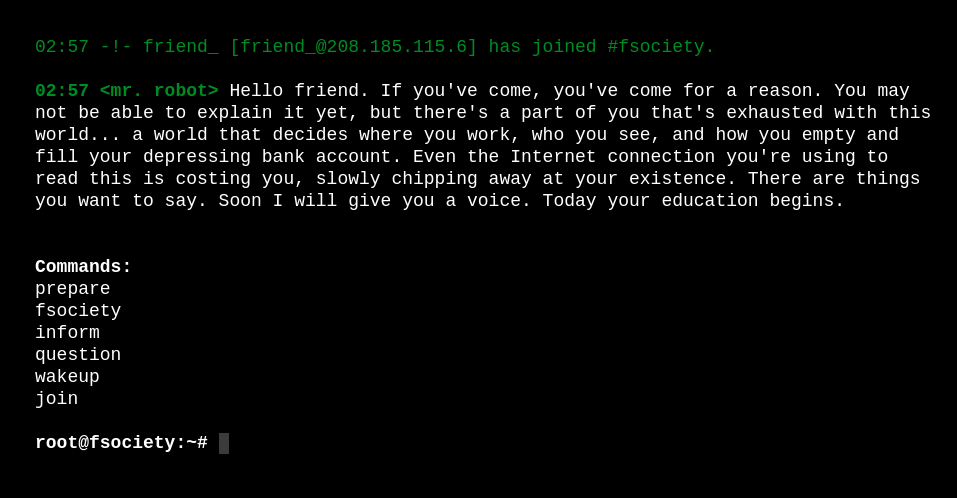 02:57 -!- friend_ [friend_@208.185.115.6] has joined #fsociety.
02:57 <mr. robot> Hello friend. If you've come, you've come for a reason. You may
not be able to explain it yet, but there's a part of you that's exhausted with this
world... a world that decides where you work, who you see, and how you empty and
fill your depressing bank account. Even the Internet connection you're using to
read this is costing you, slowly chipping away at your existence. There are things
you want to say. Soon I will give you a voice. Today your education begins.
Commands:
prepare
fsociety
inform
question
wakeup
join
root@fsociety:~#